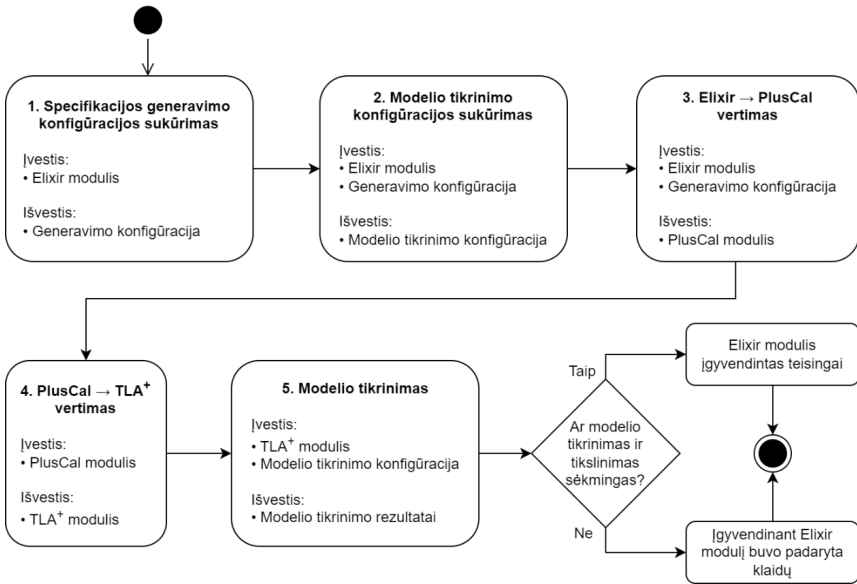 1. Specifikacijos generavimo
konfigūracijos sukūrimas
Įvestis:
• Elixir modulis
Išvestis:
• Generavimo konfigūracija
2. Modelio tikrinimo
konfigūracijos sukūrimas
Įvestis:
• Elixir modulis
• Generavimo konfigūracija
Išvestis:
• Modelio tikrinimo konfigūracija
3. Elixir → PlusCal
vertimas
Įvestis:
• Elixir modulis
• Generavimo konfigūracija
Išvestis:
• PlusCal modulis
4. PlusCal → TLA⁺
vertimas
Įvestis:
• PlusCal modulis
Išvestis:
• TLA⁺ modulis
5. Modelio tikrinimas
Įvestis:
• TLA⁺ modulis
• Modelio tikrinimo konfigūracija
Išvestis:
• Modelio tikrinimo rezultatai
Ar modelio
tikrinimas ir
tikslinimas
sėkmingas?
Taip
Elixir modulis
įgyvendintas teisingai
Ne
Įgyvendinant Elixir
modulį buvo padaryta
klaidų